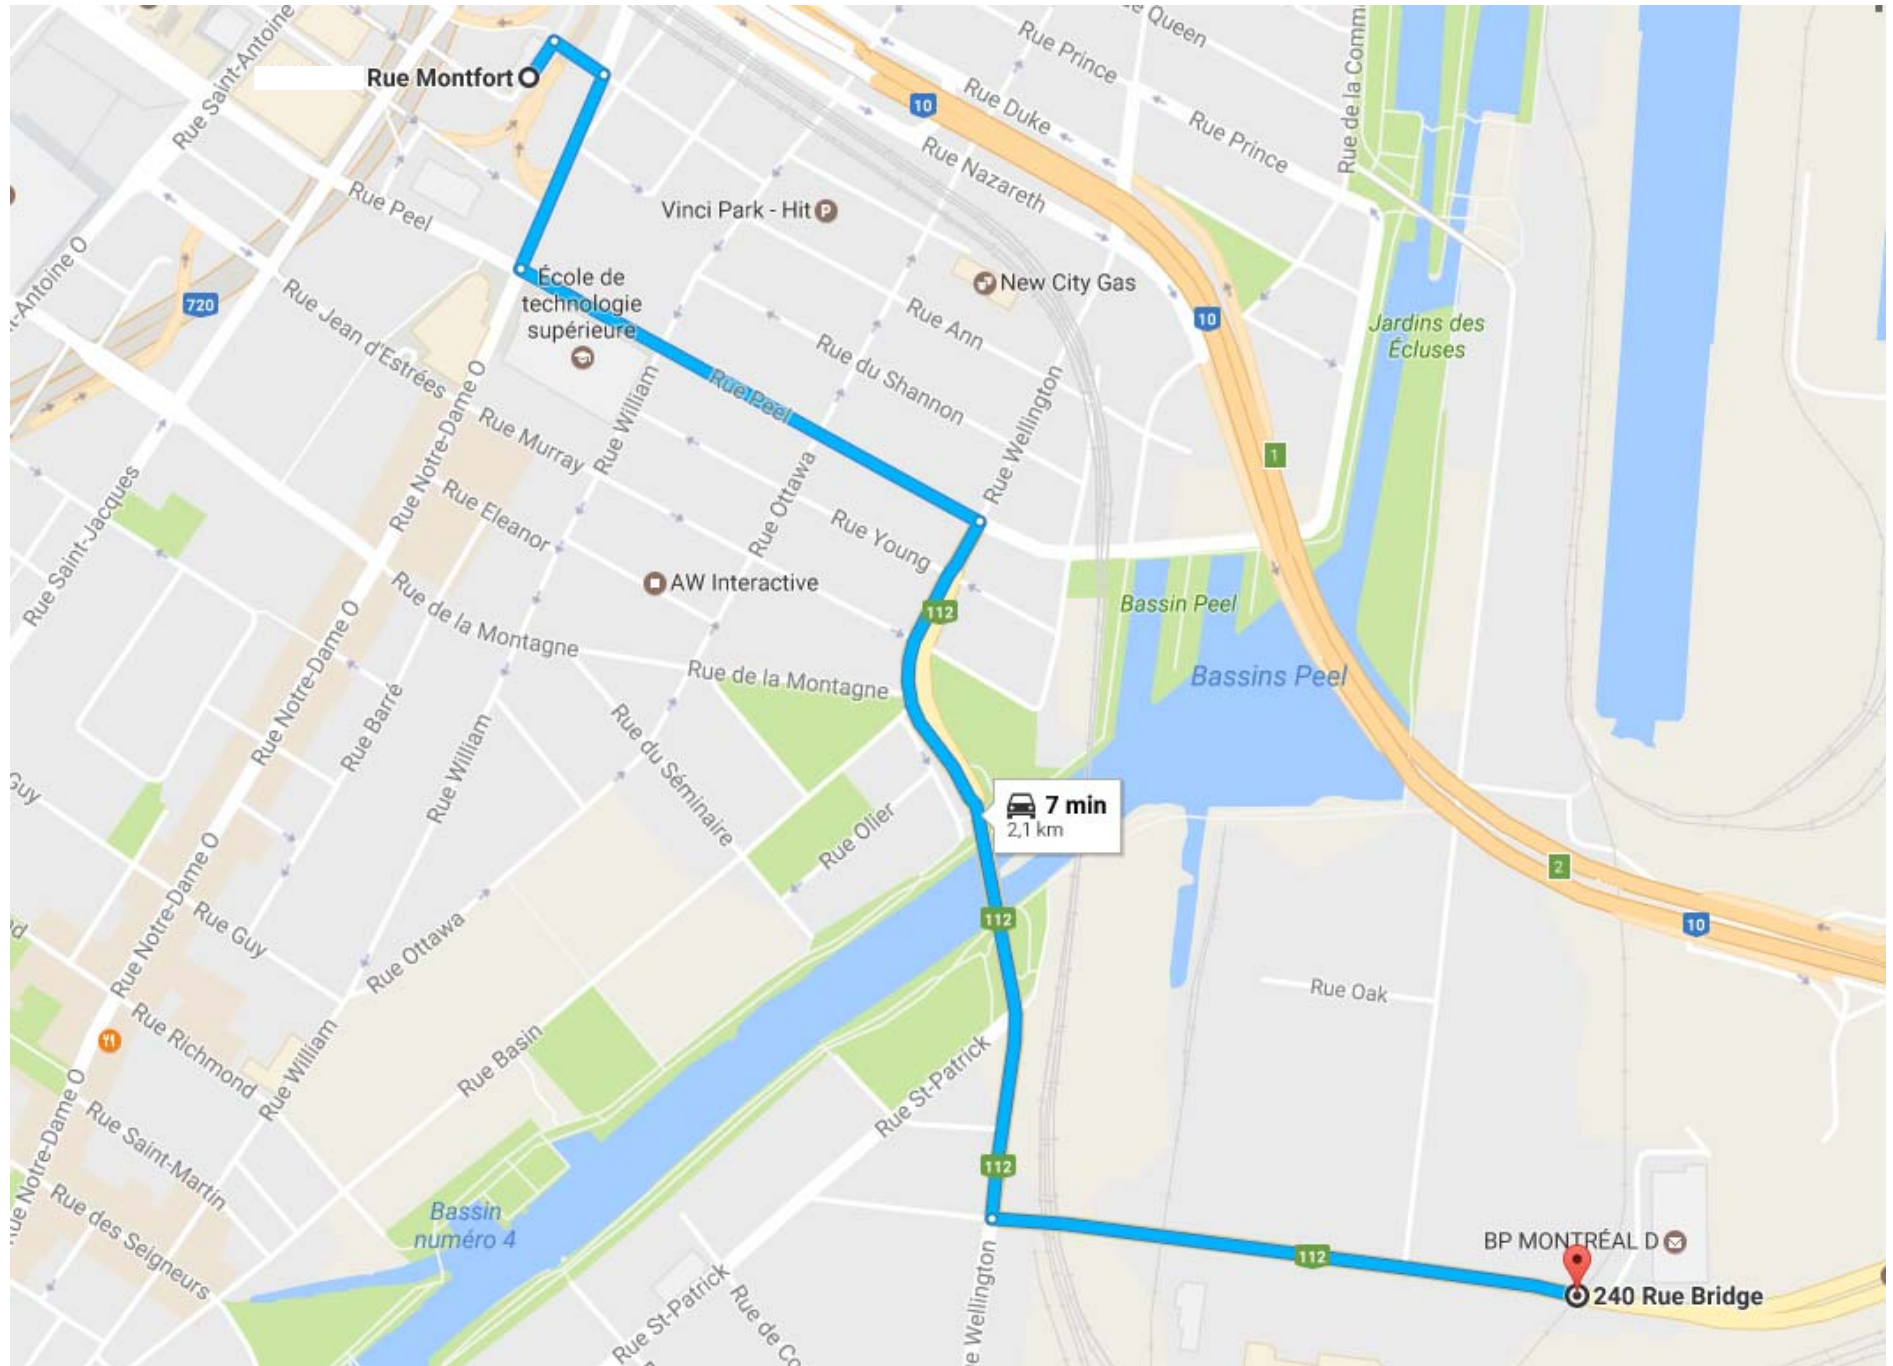 Rue Queen
Rue Saint-Antoine
Rue Prince
Rue de la Comm
Rue Montfort
10
Rue Duke
Rue Prince
Rue Nazareth
Rue Peel
Vinci Park - Hit
P
-Antoine O
École de
technologie
supérieure
New City Gas
720
Rue Jean d'Estrées
Rue Ann
10
Jardins des
Écluses
Rue du Shannon
Rue Peel
Rue William
Rue Notre-Dame O
Rue Wellington
Rue Murray
1
Rue Saint-Jacques
Rue Eleanor
Rue Ottawa
Rue Young
AW Interactive
Rue de la Montagne
112
Bassin Peel
Rue Notre-Dame O
Rue de la Montagne
Bassins Peel
Rue Barré
Rue William
Rue du Séminaire
Guy
7 min
2,1 km
Rue Olier
2
Rue Notre-Dame O
Rue Guy
Rue Ottawa
112
10
Rue Oak
Rue Richmond
Rue William
Rue Basin
Rue St-Patrick
Rue Notre-Dame O
Rue Saint-Martin
112
Rue des Seigneurs
Bassin
numéro 4
BP MONTRÉAL D
112
240 Rue Bridge
Rue St-Patrick
Rue de Co
e Wellington